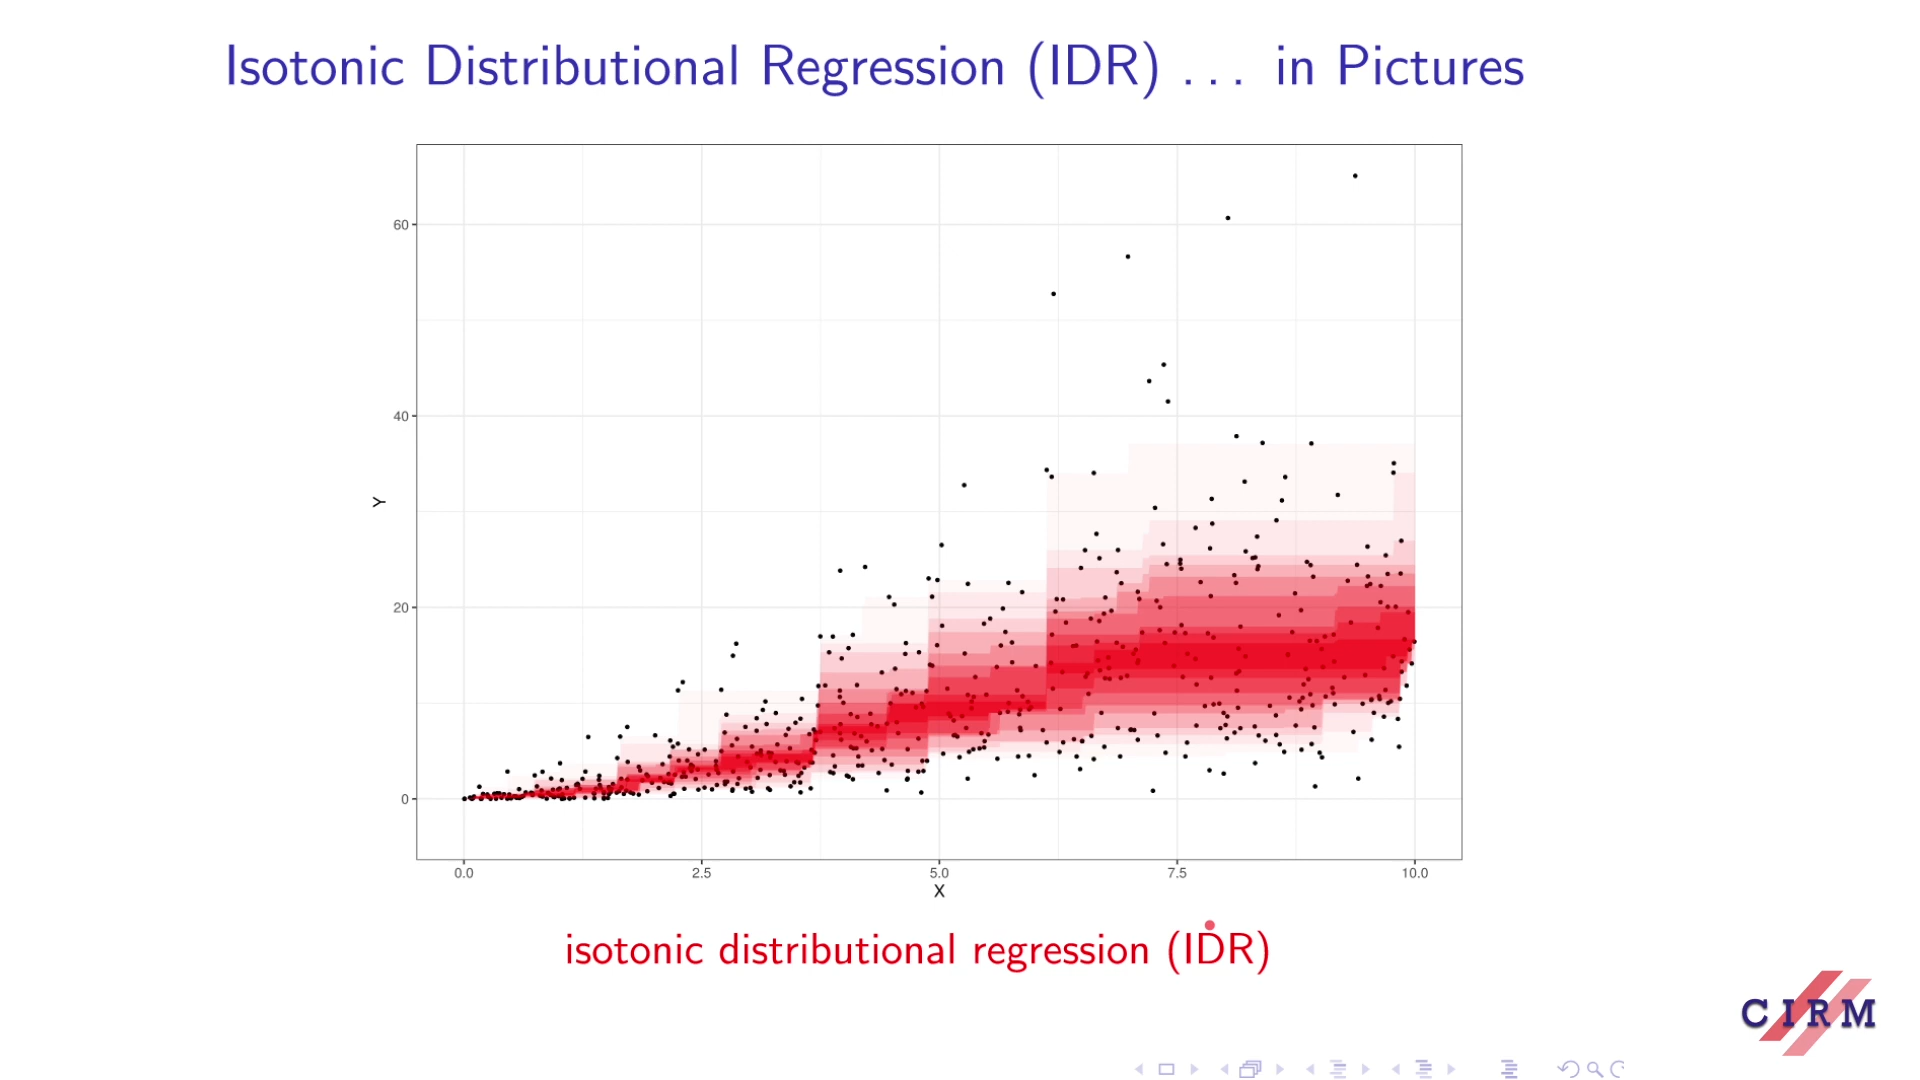 Isotonic Distributional Regression (IDR) ... in Pictures
60
40
Y
20
0
0.0 2.5 5.0 7.5 10.0
X
isotonic distributional regression (IDR)
CIRM